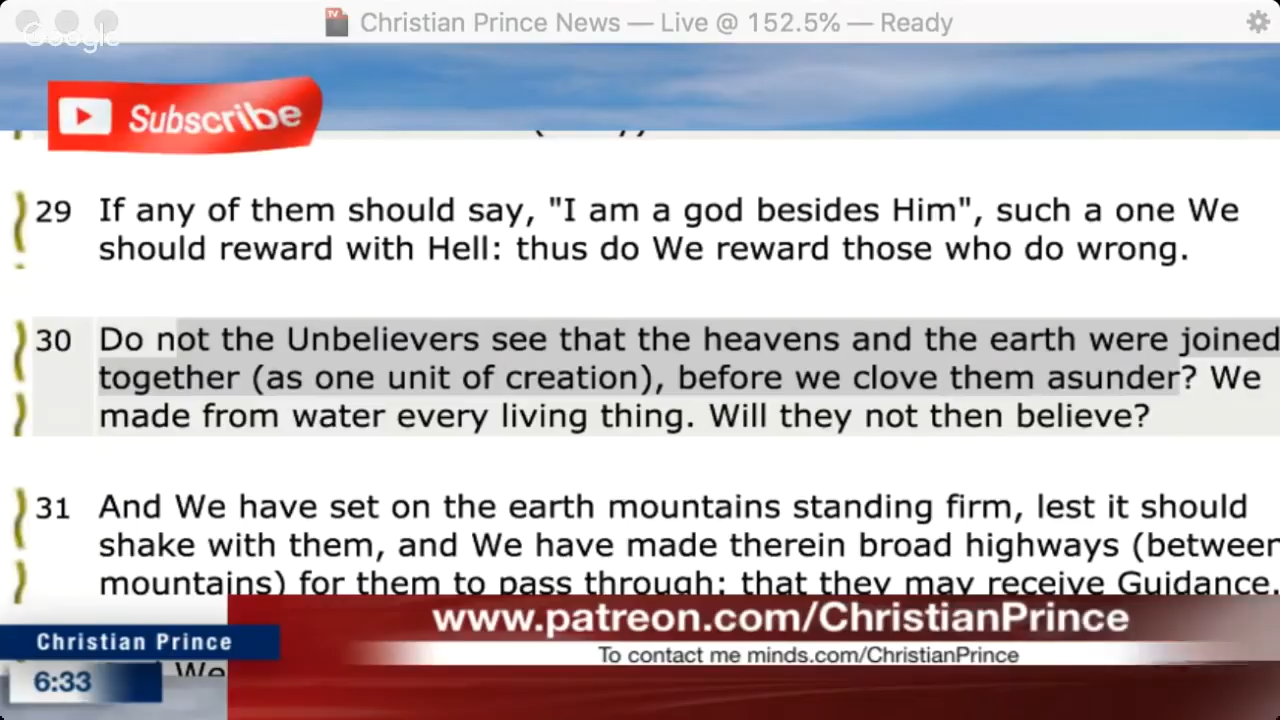 Christian Prince News — Live @ 152.5% — Ready
Google
Subscribe
29 If any of them should say, "I am a god besides Him", such a one We
should reward with Hell: thus do We reward those who do wrong.
30 Do not the Unbelievers see that the heavens and the earth were joined
together (as one unit of creation), before we clove them asunder? We
made from water every living thing. Will they not then believe?
31 And We have set on the earth mountains standing firm, lest it should
shake with them, and We have made therein broad highways (between
mountains) for them to pass through: that they may receive Guidance.
www.patreon.com/ChristianPrince
Christian Prince
To contact me minds.com/ChristianPrince
6:33
We